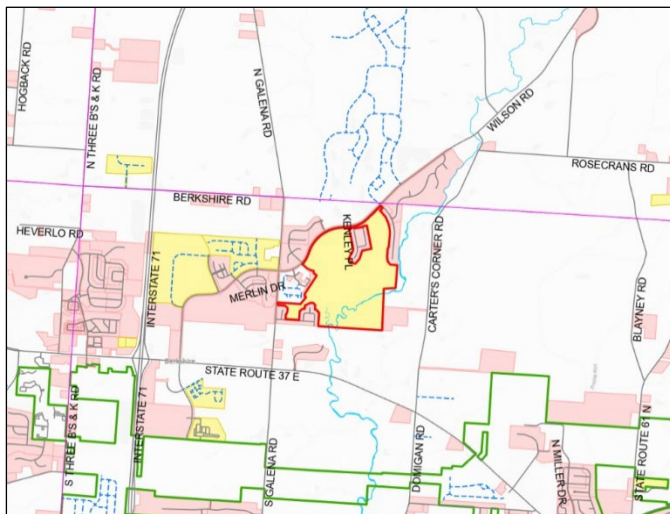 HOGBACK RD
N THREE B'S & K RD
N GALENA RD
WILSON RD
ROSECRANS RD
BERKSHIRE RD
KENLEY PL
HEVERLO RD
INTERSTATE 71
MERLIN DR
CARTER'S CORNER RD
BLAYNEY RD
Berkshire
STATE ROUTE 37 E
S THREE B'S & K RD
INTERSTATE 71
S GALENA RD
DOMIGAN RD
N MILLER DR
STATE ROUTE 61 N